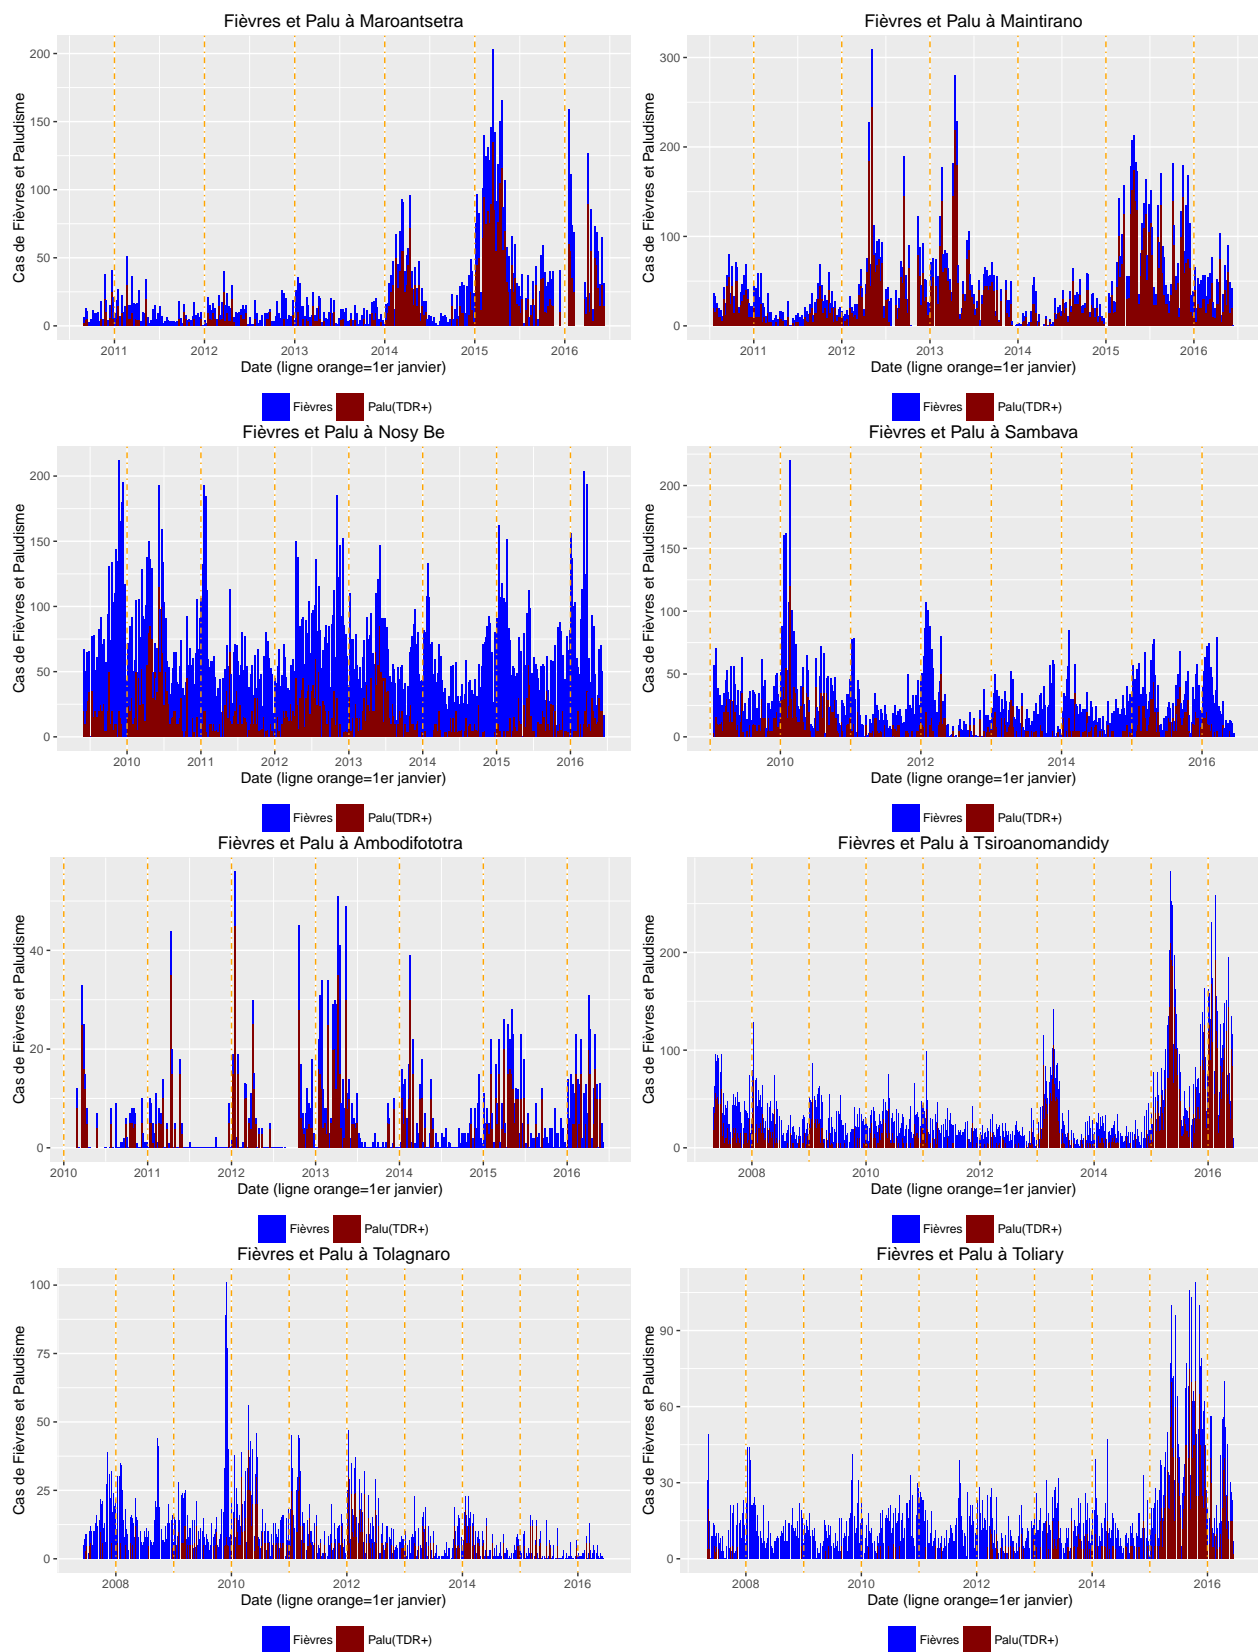 Fièvres et Palu à Maroantsetra
Cas de Fièvres et Paludisme
200
150
100
50
0
2011 2012 2013 2014 2015 2016
Date (ligne orange=1er janvier)
Fièvres Palu(TDR+)
Fièvres et Palu à Maintirano
Cas de Fièvres et Paludisme
300
200
100
0
2011 2012 2013 2014 2015 2016
Date (ligne orange=1er janvier)
Fièvres Palu(TDR+)
Fièvres et Palu à Nosy Be
Cas de Fièvres et Paludisme
200
150
100
50
0
2010 2011 2012 2013 2014 2015 2016
Date (ligne orange=1er janvier)
Fièvres Palu(TDR+)
Fièvres et Palu à Sambava
Cas de Fièvres et Paludisme
200
150
100
50
0
2010 2012 2014 2016
Date (ligne orange=1er janvier)
Fièvres Palu(TDR+)
Fièvres et Palu à Ambodifototra
Cas de Fièvres et Paludisme
40
20
0
2010 2011 2012 2013 2014 2015 2016
Date (ligne orange=1er janvier)
Fièvres Palu(TDR+)
Fièvres et Palu à Tsiroanomandidy
Cas de Fièvres et Paludisme
200
100
0
2008 2010 2012 2014 2016
Date (ligne orange=1er janvier)
Fièvres Palu(TDR+)
Fièvres et Palu à Tolagnaro
Cas de Fièvres et Paludisme
100
75
50
25
0
2008 2010 2012 2014 2016
Date (ligne orange=1er janvier)
Fièvres Palu(TDR+)
Fièvres et Palu à Toliary
Cas de Fièvres et Paludisme
90
60
30
0
2008 2010 2012 2014 2016
Date (ligne orange=1er janvier)
Fièvres Palu(TDR+)